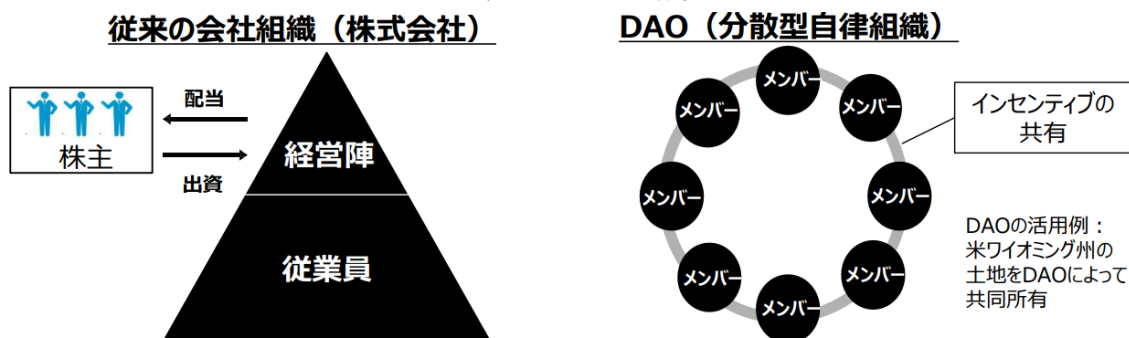 従来の会社組織（株式会社）
配当
株主
出資
経営陣
従業員
DAO（分散型自律組織）
メンバー
メンバー
メンバー
メンバー
メンバー
メンバー
メンバー
メンバー
インセンティブの
共有
DAOの活用例：
米ワイオミング州の
土地をDAOによって
共同所有